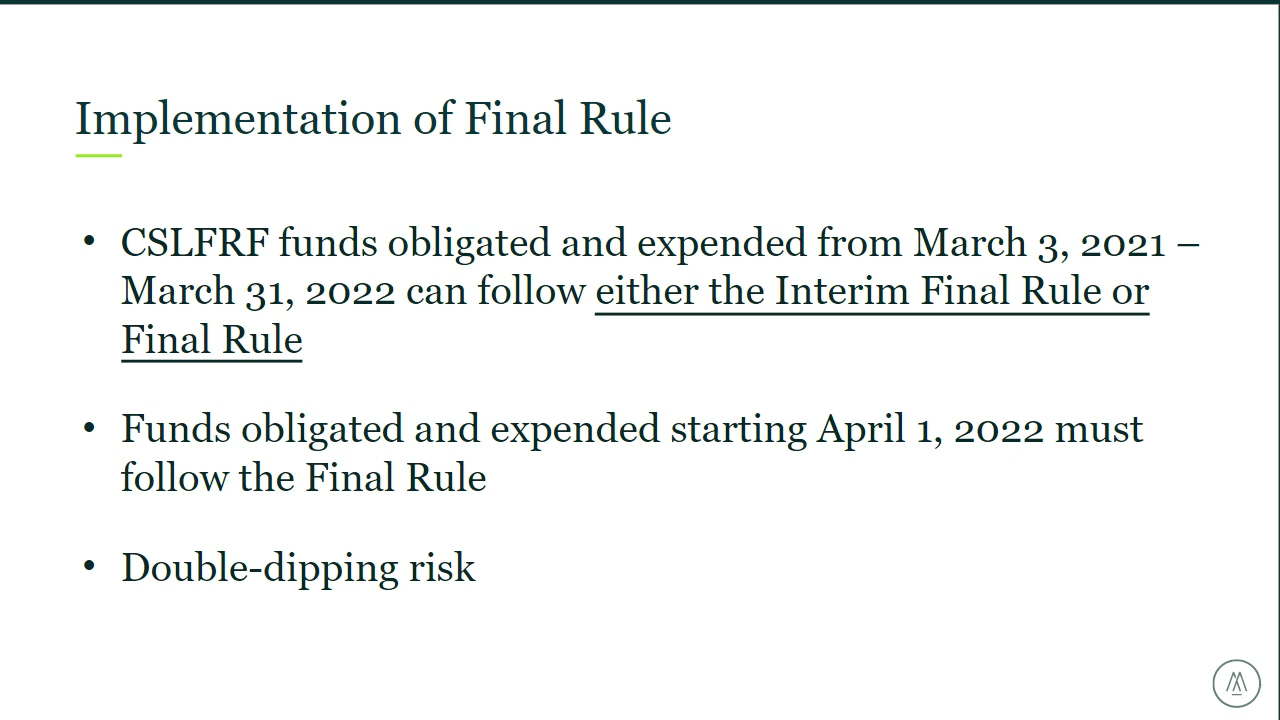 Implementation of Final Rule
• CSLFRF funds obligated and expended from March 3, 2021 –
March 31, 2022 can follow either the Interim Final Rule or
Final Rule
• Funds obligated and expended starting April 1, 2022 must
follow the Final Rule
• Double-dipping risk